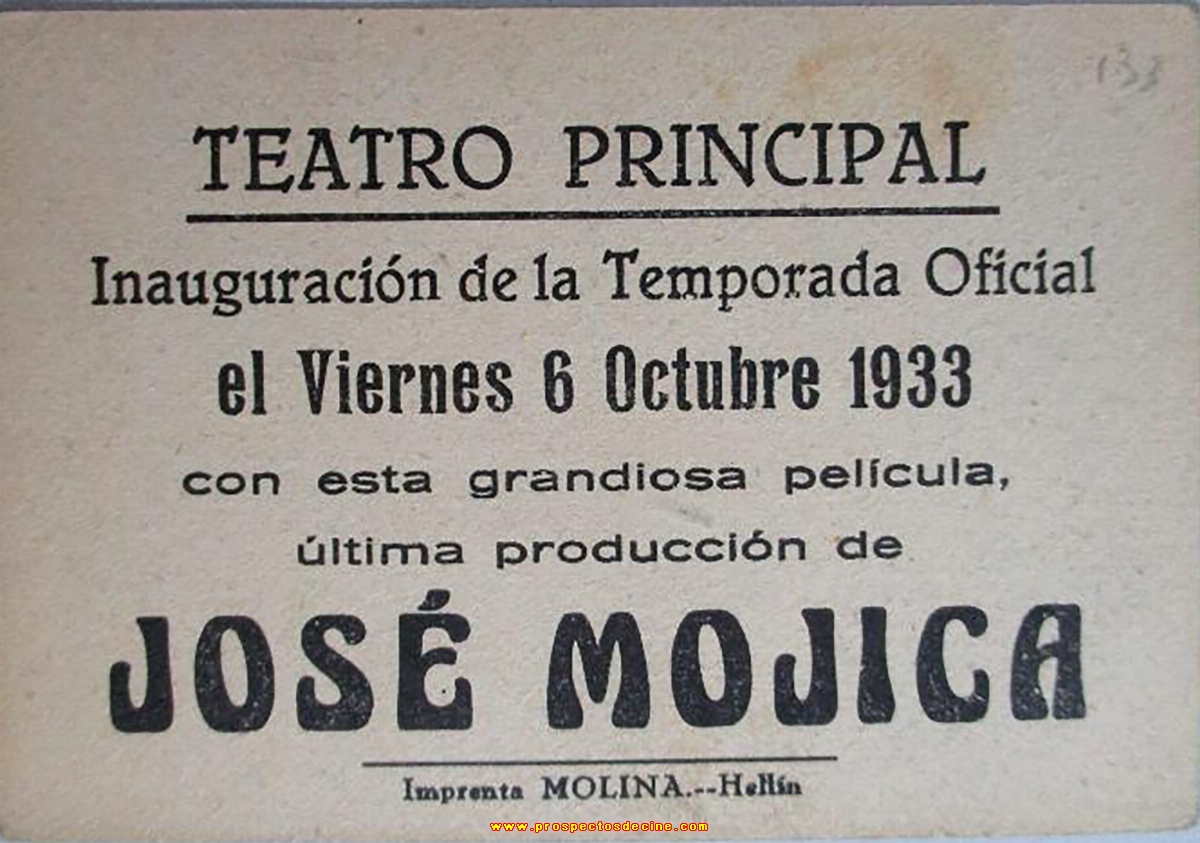 133
TEATRO PRINCIPAL
Inauguración de la Temporada Oficial
el Viernes 6 Octubre 1933
con esta grandiosa película,
última producción de
JOSÉ MOJICA
Imprenta MOLINA.--Hellín
www.prospectosdecine.com